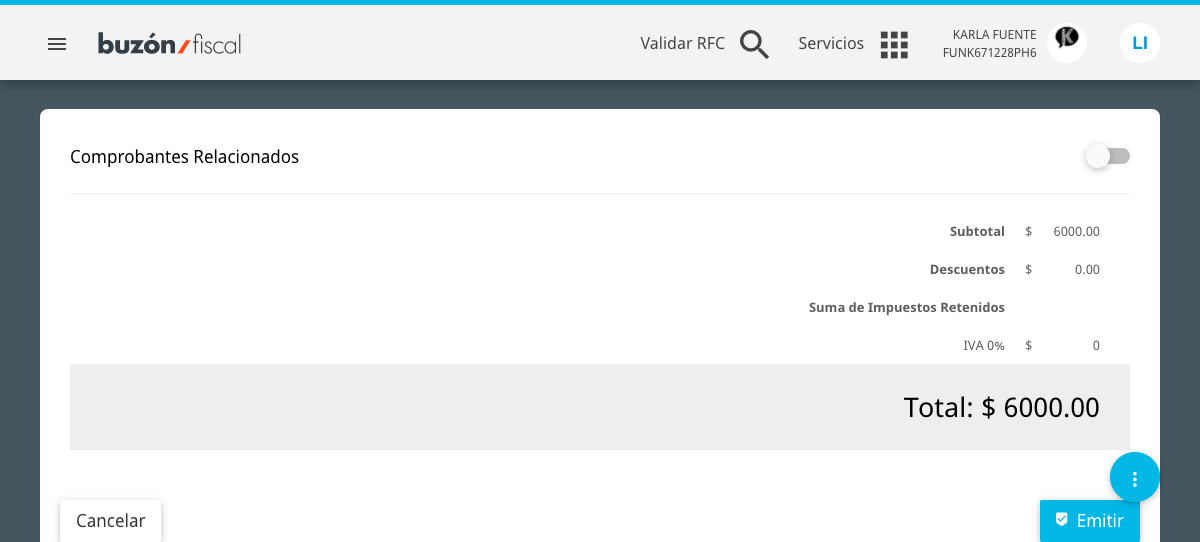 buzón/fiscal
Validar RFC
Servicios
KARLA FUENTE
FUNK671228PH6
K
LI
Comprobantes Relacionados
Subtotal $ 6000.00
Descuentos $ 0.00
Suma de Impuestos Retenidos
IVA 0% $ 0
Total: $ 6000.00
Cancelar
Emitir